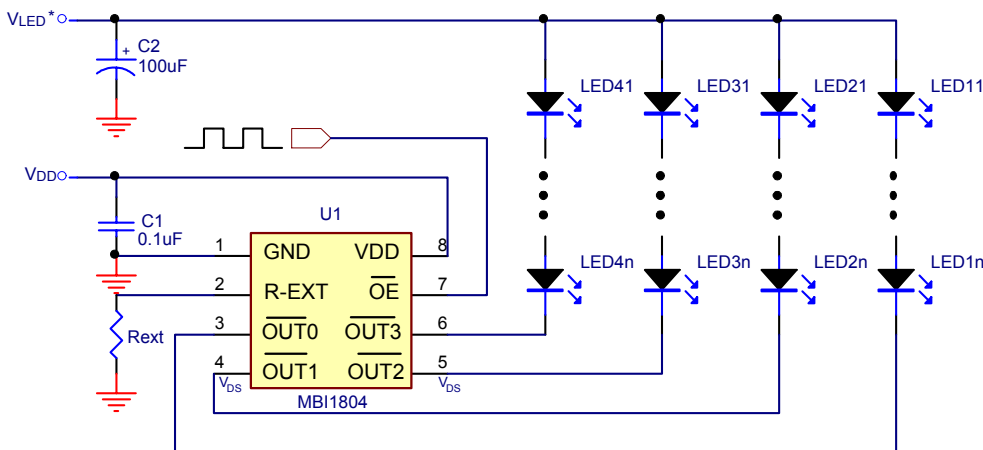 VLED*
C2
+
100uF
LED41
LED31
LED21
LED11
VDD
C1
0.1uF
U1
1
GND
VDD
8
2
R-EXT
OE
7
3
OUT0
OUT3
6
4
OUT1
OUT2
5
VDS
VDS
MBI1804
Rext
LED4n
LED3n
LED2n
LED1n